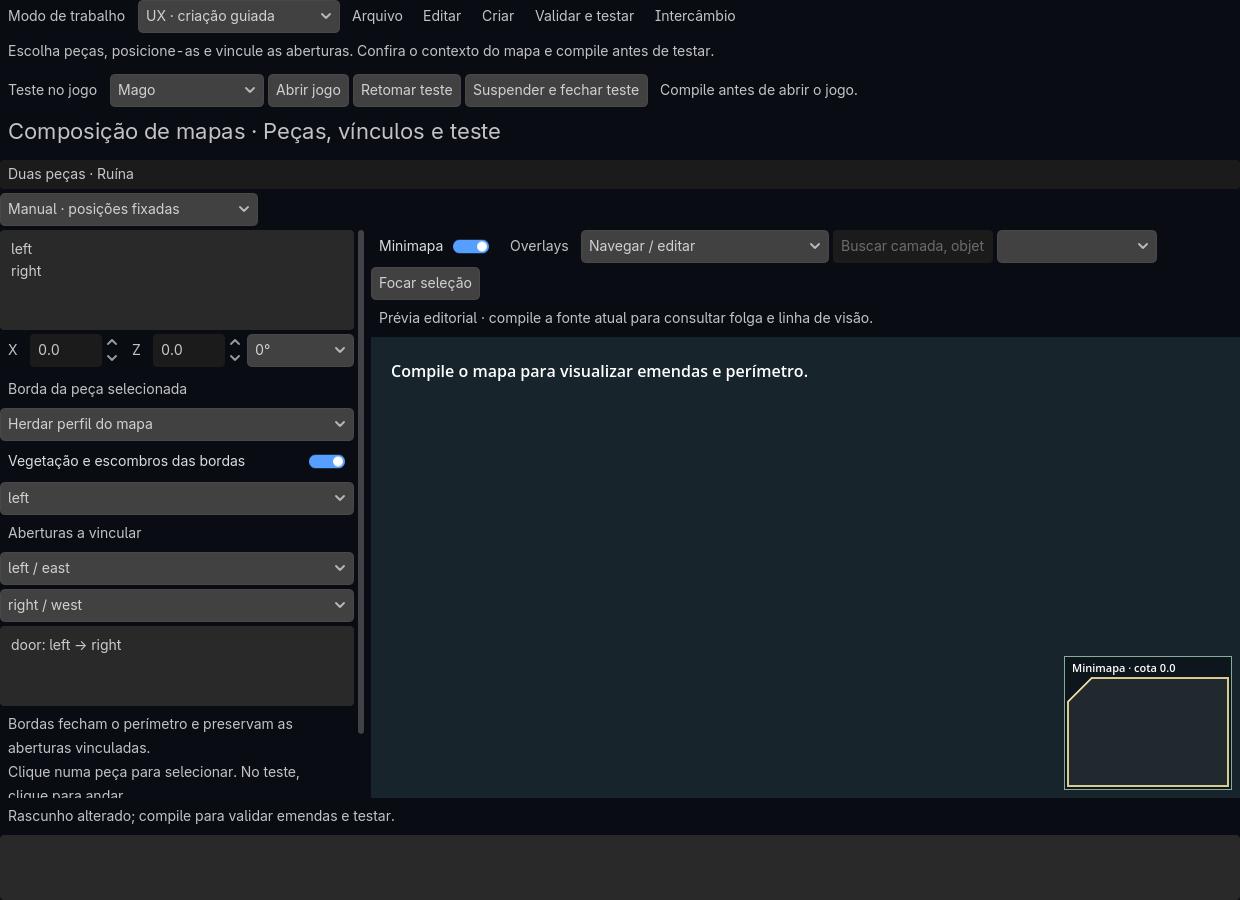 Modo de trabalho UX · criação guiada Arquivo Editar Criar Validar e testar Intercâmbio
Escolha peças, posicione-as e vincule as aberturas. Confira o contexto do mapa e compile antes de testar.
Teste no jogo Mago Abrir jogo Retomar teste Suspender e fechar teste Compile antes de abrir o jogo.
Composição de mapas · Peças, vínculos e teste
Duas peças · Ruína
Manual · posições fixadas
left
right
X 0.0 Z 0.0 0°
Borda da peça selecionada
Herdar perfil do mapa
Vegetação e escombros das bordas
left
Aberturas a vincular
left / east
right / west
door: left → right
Bordas fecham o perímetro e preservam as
aberturas vinculadas.
Clique numa peça para selecionar. No teste,
clique para andar
Minimapa Overlays Navegar / editar Buscar camada, objet
Focar seleção
Prévia editorial · compile a fonte atual para consultar folga e linha de visão.
Compile o mapa para visualizar emendas e perímetro.
Minimapa · cota 0.0
Rascunho alterado; compile para validar emendas e testar.